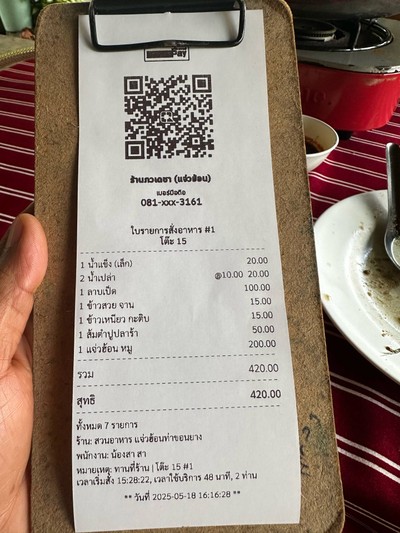 ร้านภวเดชา (แจ่วฮ้อน)
เบอร์มือถือ
081-xxx-3161
ใบรายการสั่งอาหาร #1
โต๊ะ 15
1 น้ำแข็ง (เล็ก) 20.00
2 น้ำเปล่า @10.00 20.00
1 ลาบเป็ด 100.00
1 ข้าวสวย จาน 15.00
1 ข้าวเหนียว กะติบ 15.00
1 ส้มตำปูปลาร้า 50.00
1 แจ่วฮ้อน หมู 200.00
รวม 420.00
สุทธิ 420.00
ทั้งหมด 7 รายการ
ร้าน: สวนอาหาร แจ่วฮ้อนท่าขอนยาง
พนักงาน: น้องสา สา
หมายเหตุ: ทานที่ร้าน | โต๊ะ 15 #1
เวลาเริ่มสั่ง 15:28:22, เวลาใช้บริการ 48 นาที, 2 ท่าน
** วันที่ 2025-05-18 16:16:28 **